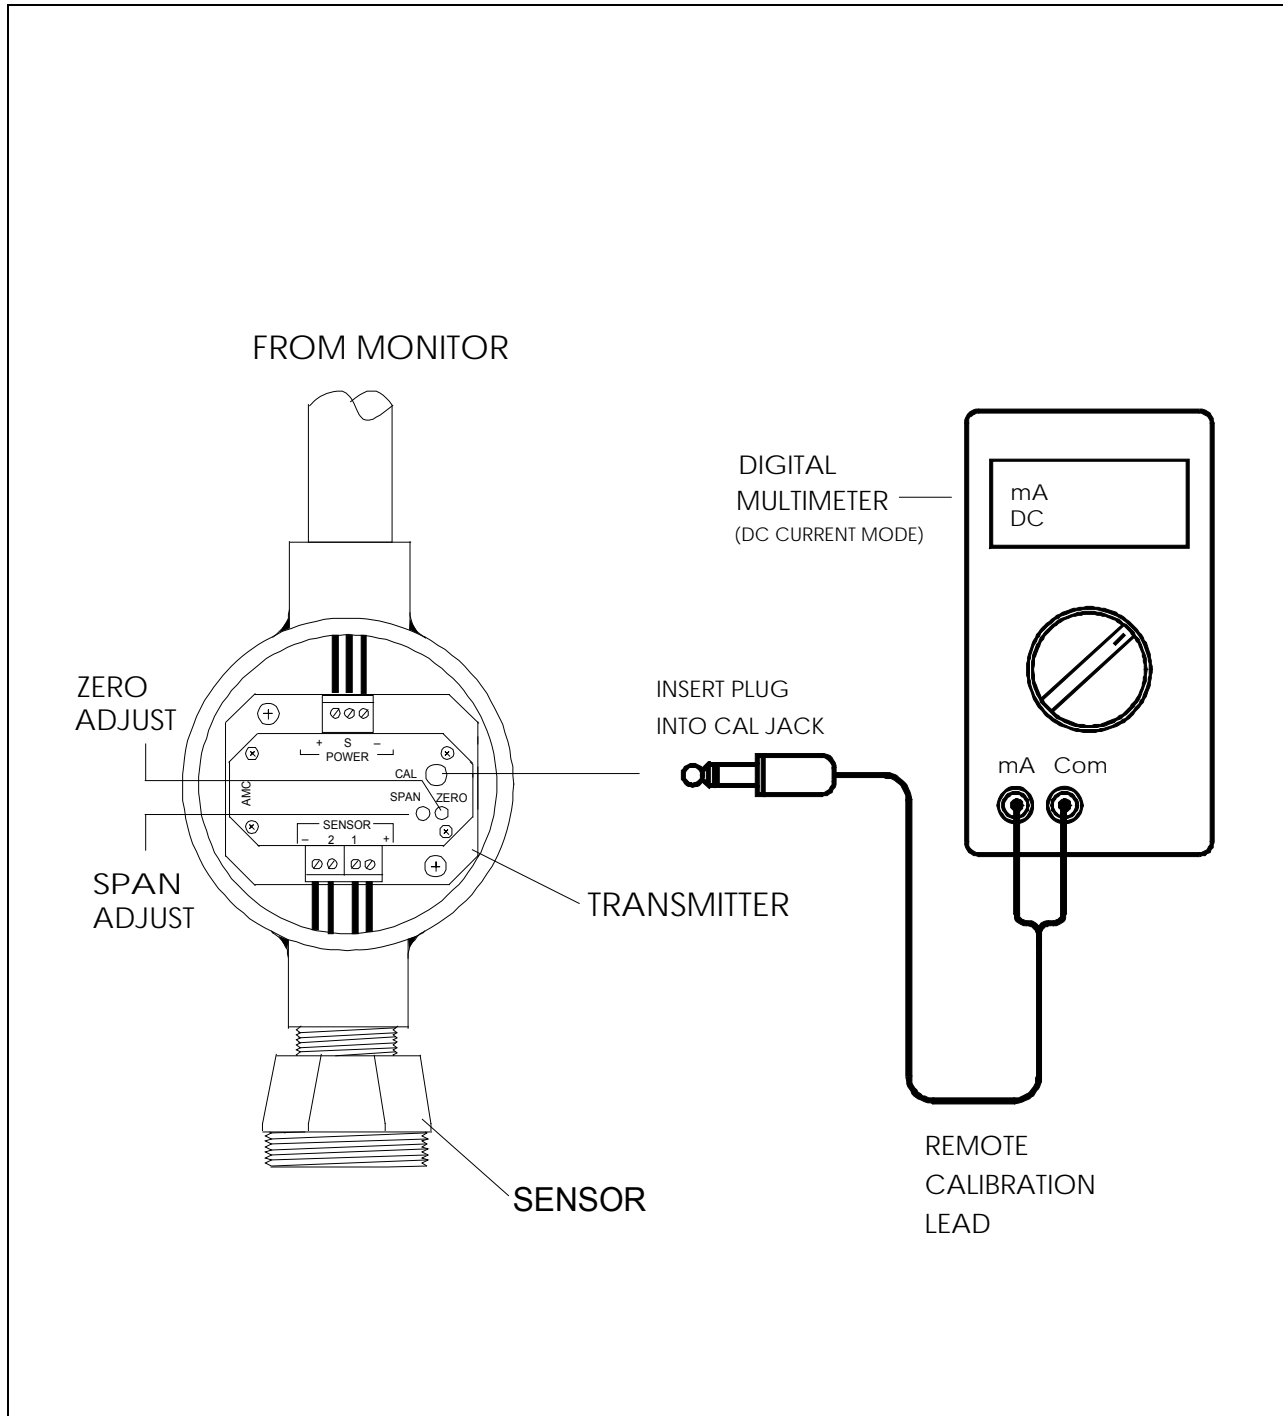 FROM MONITOR
DIGITAL
MULTIMETER
(DC CURRENT MODE)
mA
DC
ZERO
ADJUST
INSERT PLUG
INTO CAL JACK
+ S –
POWER
CAL
AMC
SPAN ZERO
SENSOR
– 2 1 +
mA Com
SPAN
ADJUST
TRANSMITTER
SENSOR
REMOTE
CALIBRATION
LEAD